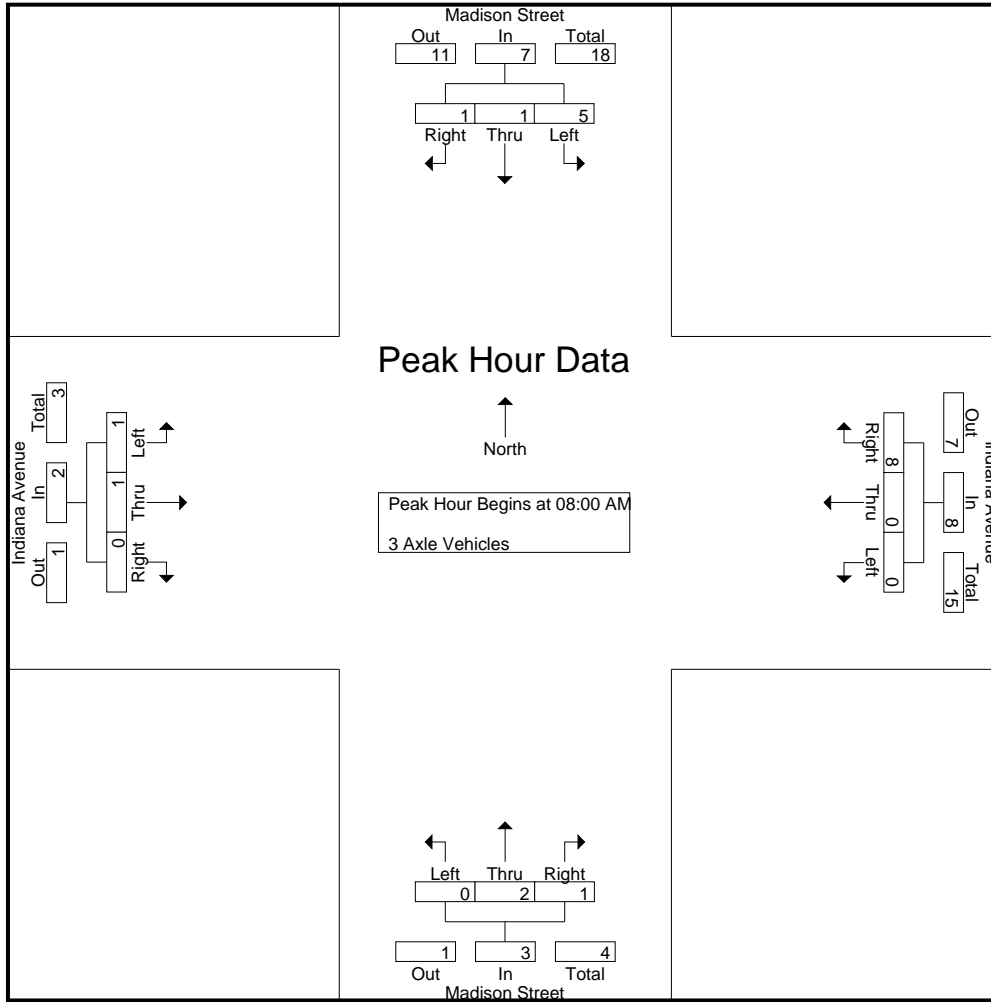 Madison Street
Out In Total
11 7 18
1 1 5
Right Thru Left
Peak Hour Data
North
Peak Hour Begins at 08:00 AM
3 Axle Vehicles
Indiana Avenue
Out In Total
1 2 3
0 1 1
Right Thru Left
Indiana Avenue
Out In Total
7 8 15
8 0 0
Right Thru Left
Left Thru Right
0 2 1
1 3 4
Out In Total
Madison Street